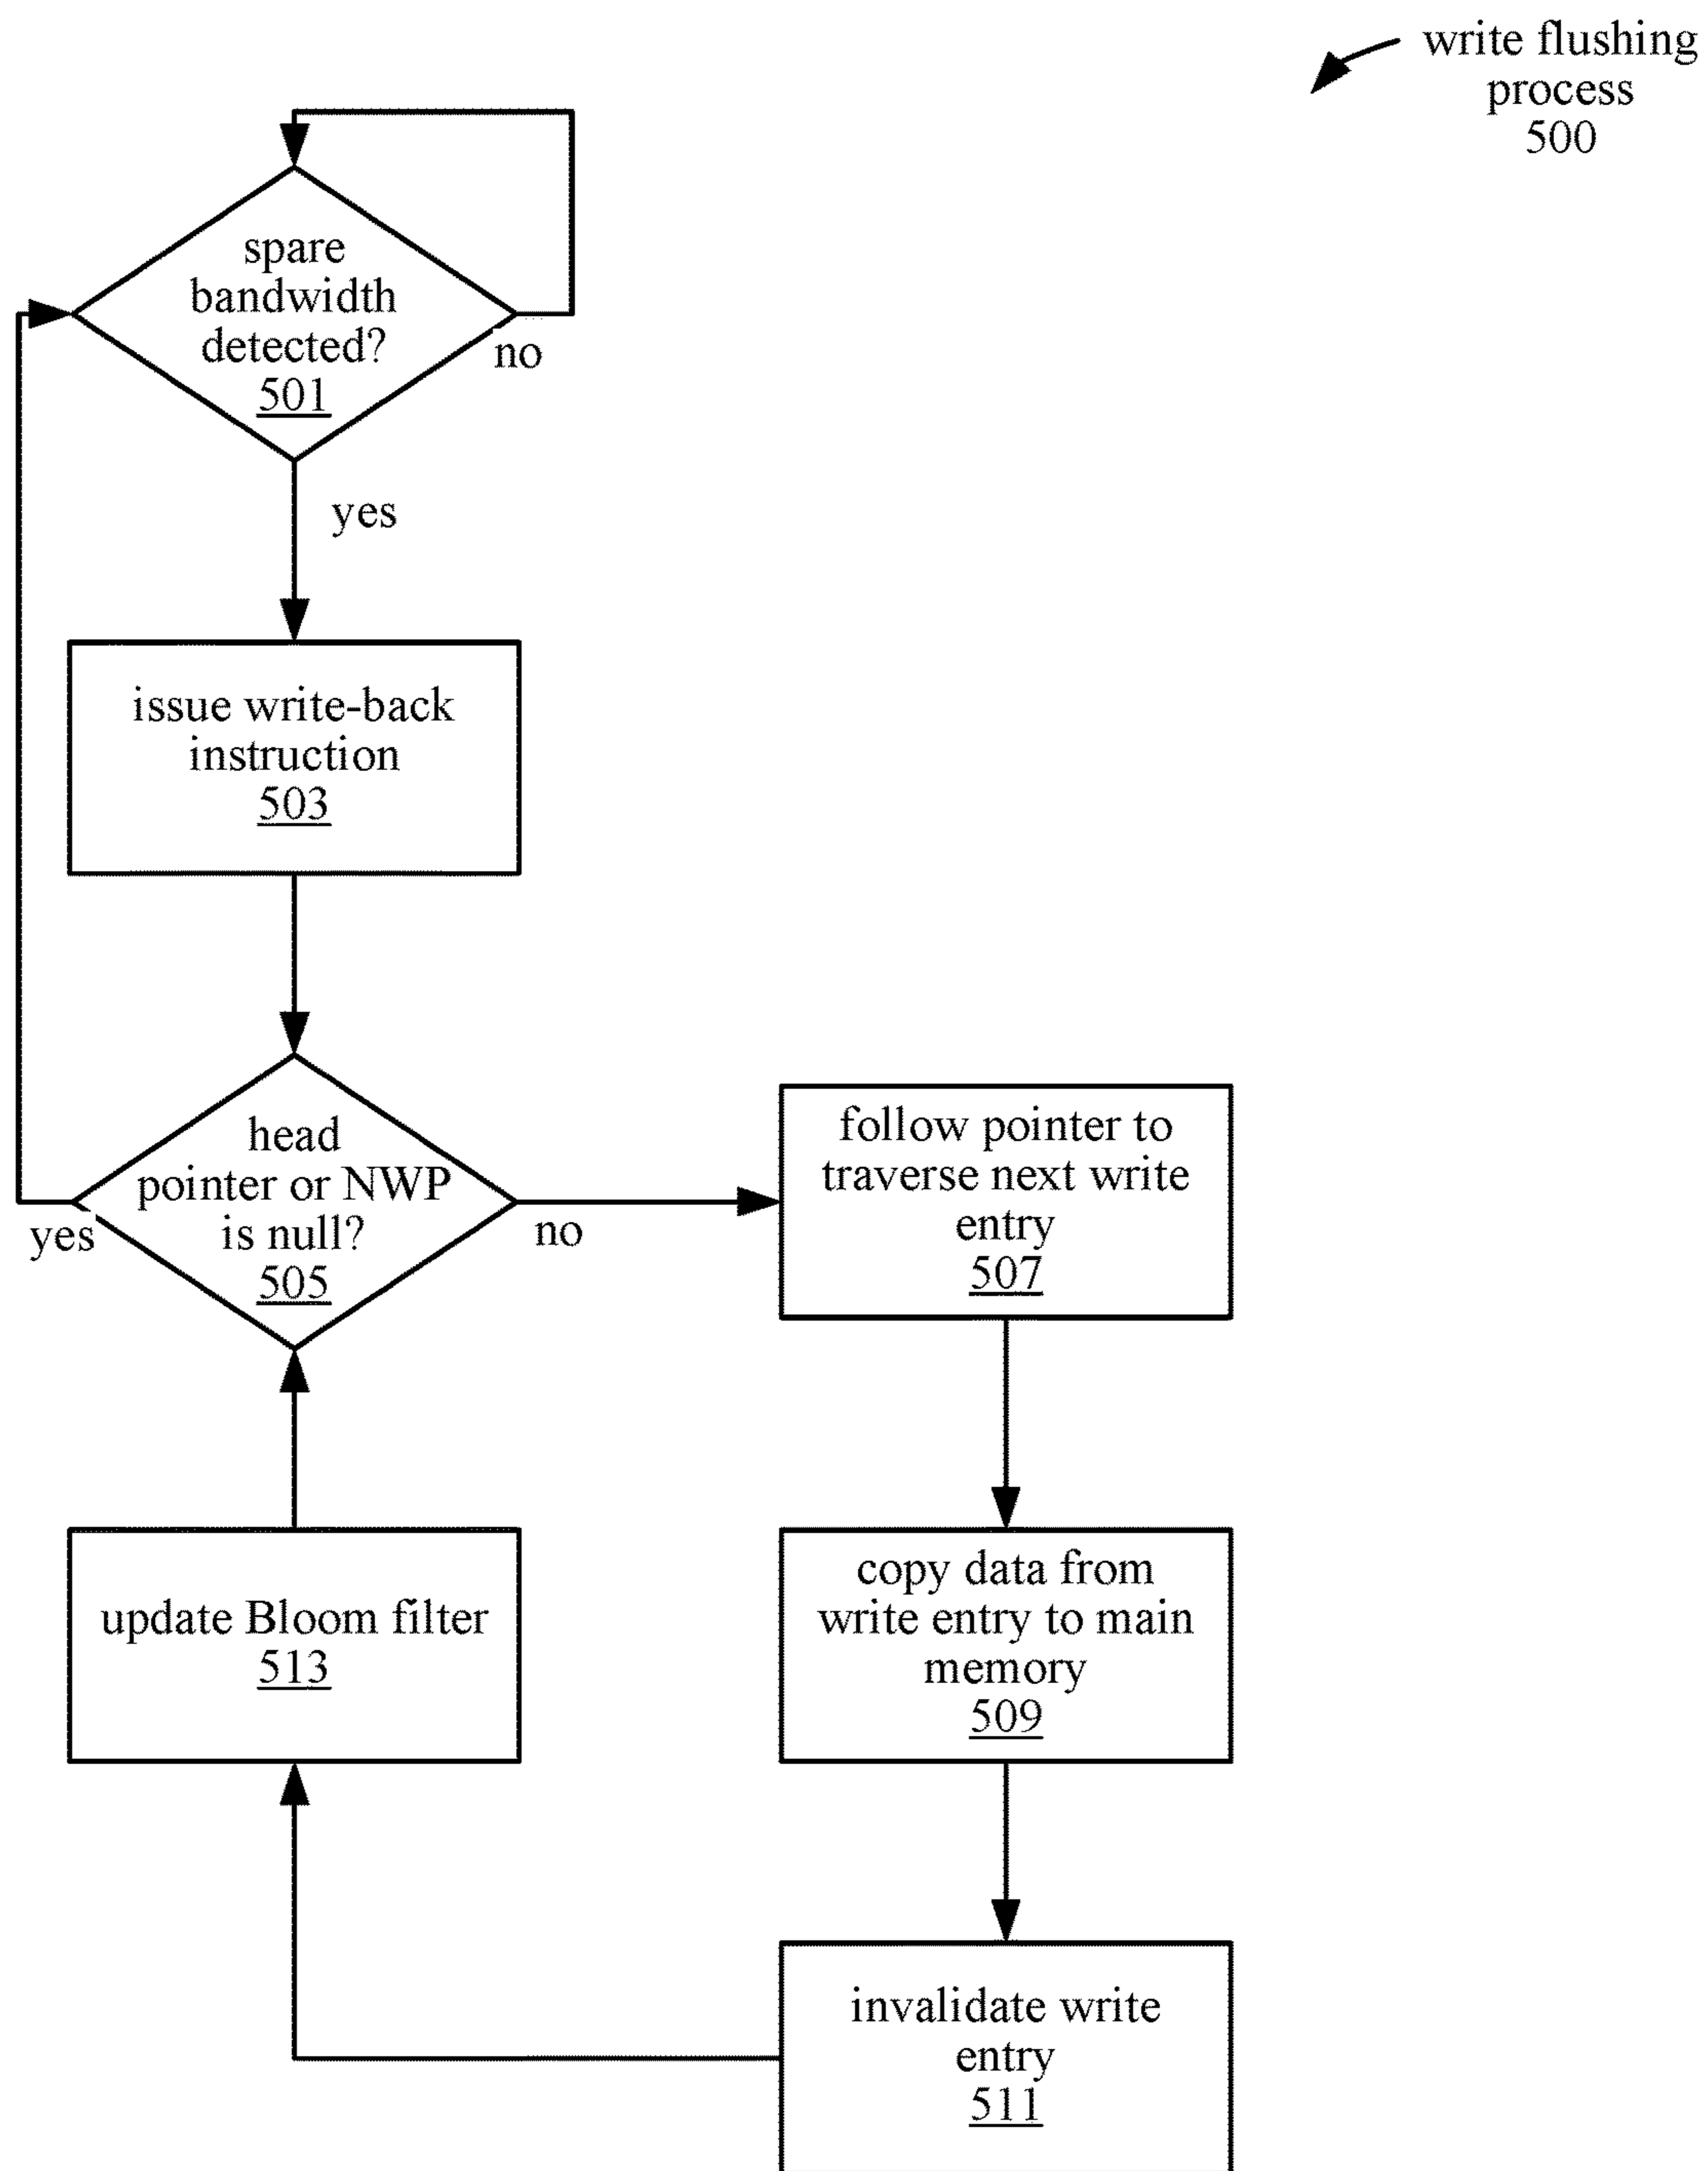 write flushing
process
500
spare
bandwidth
detected?
501
no
yes
issue write-back
instruction
503
head
pointer or NWP
is null?
505
yes
no
follow pointer to
traverse next write
entry
507
copy data from
write entry to main
memory
509
update Bloom filter
513
invalidate write
entry
511